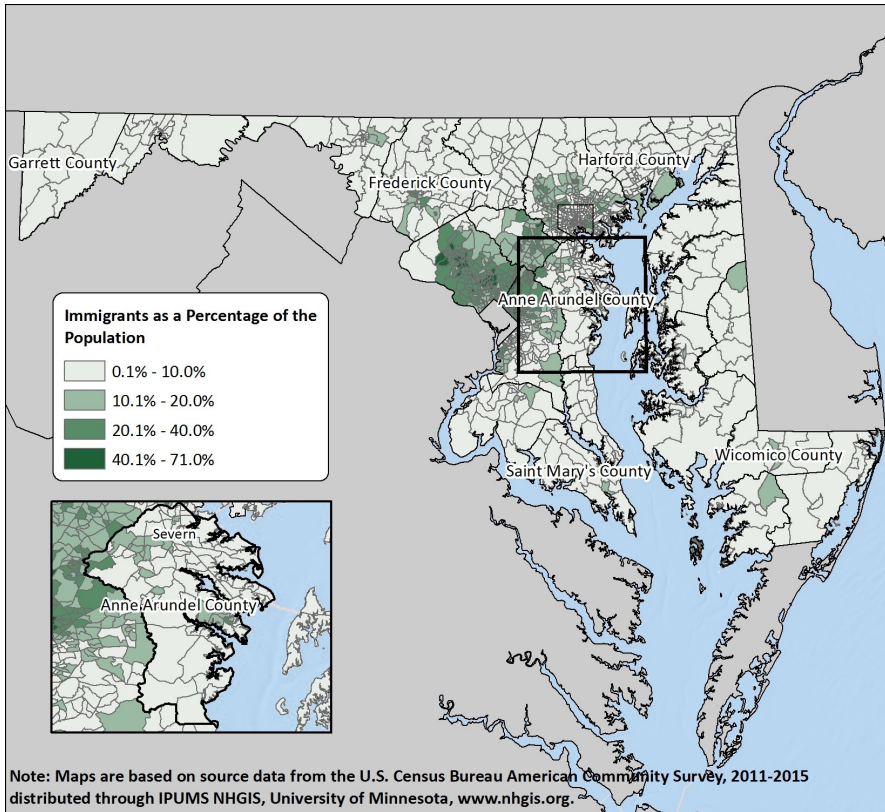 Garrett County
Frederick County
Harford County
Anne Arundel County
Saint Mary's County
Wicomico County
Immigrants as a Percentage of the
Population
0.1% - 10.0%
10.1% - 20.0%
20.1% - 40.0%
40.1% - 71.0%
Severn
Anne Arundel County
Note: Maps are based on source data from the U.S. Census Bureau American Community Survey, 2011-2015
distributed through IPUMS NHGIS, University of Minnesota, www.nhgis.org.